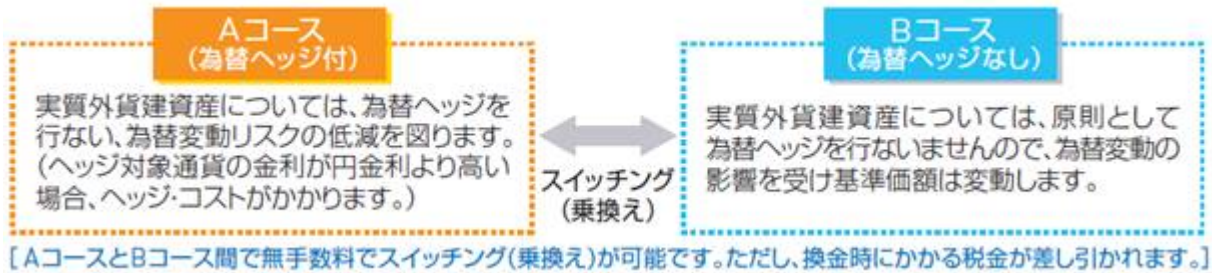 Aコース
(為替ヘッジ付)
実質外貨建資産については、為替ヘッジを
行ない、為替変動リスクの低減を図ります。
(ヘッジ対象通貨の金利が円金利より高い
場合、ヘッジ・コストがかかります。)
スイッチング
(乗換え)
Bコース
(為替ヘッジなし)
実質外貨建資産については、原則として
為替ヘッジを行ないませんので、為替変動の
影響を受け基準価額は変動します。
[AコースとBコース間で無手数料でスイッチング(乗換え)が可能です。ただし、換金時にかかる税金が差し引かれます。]